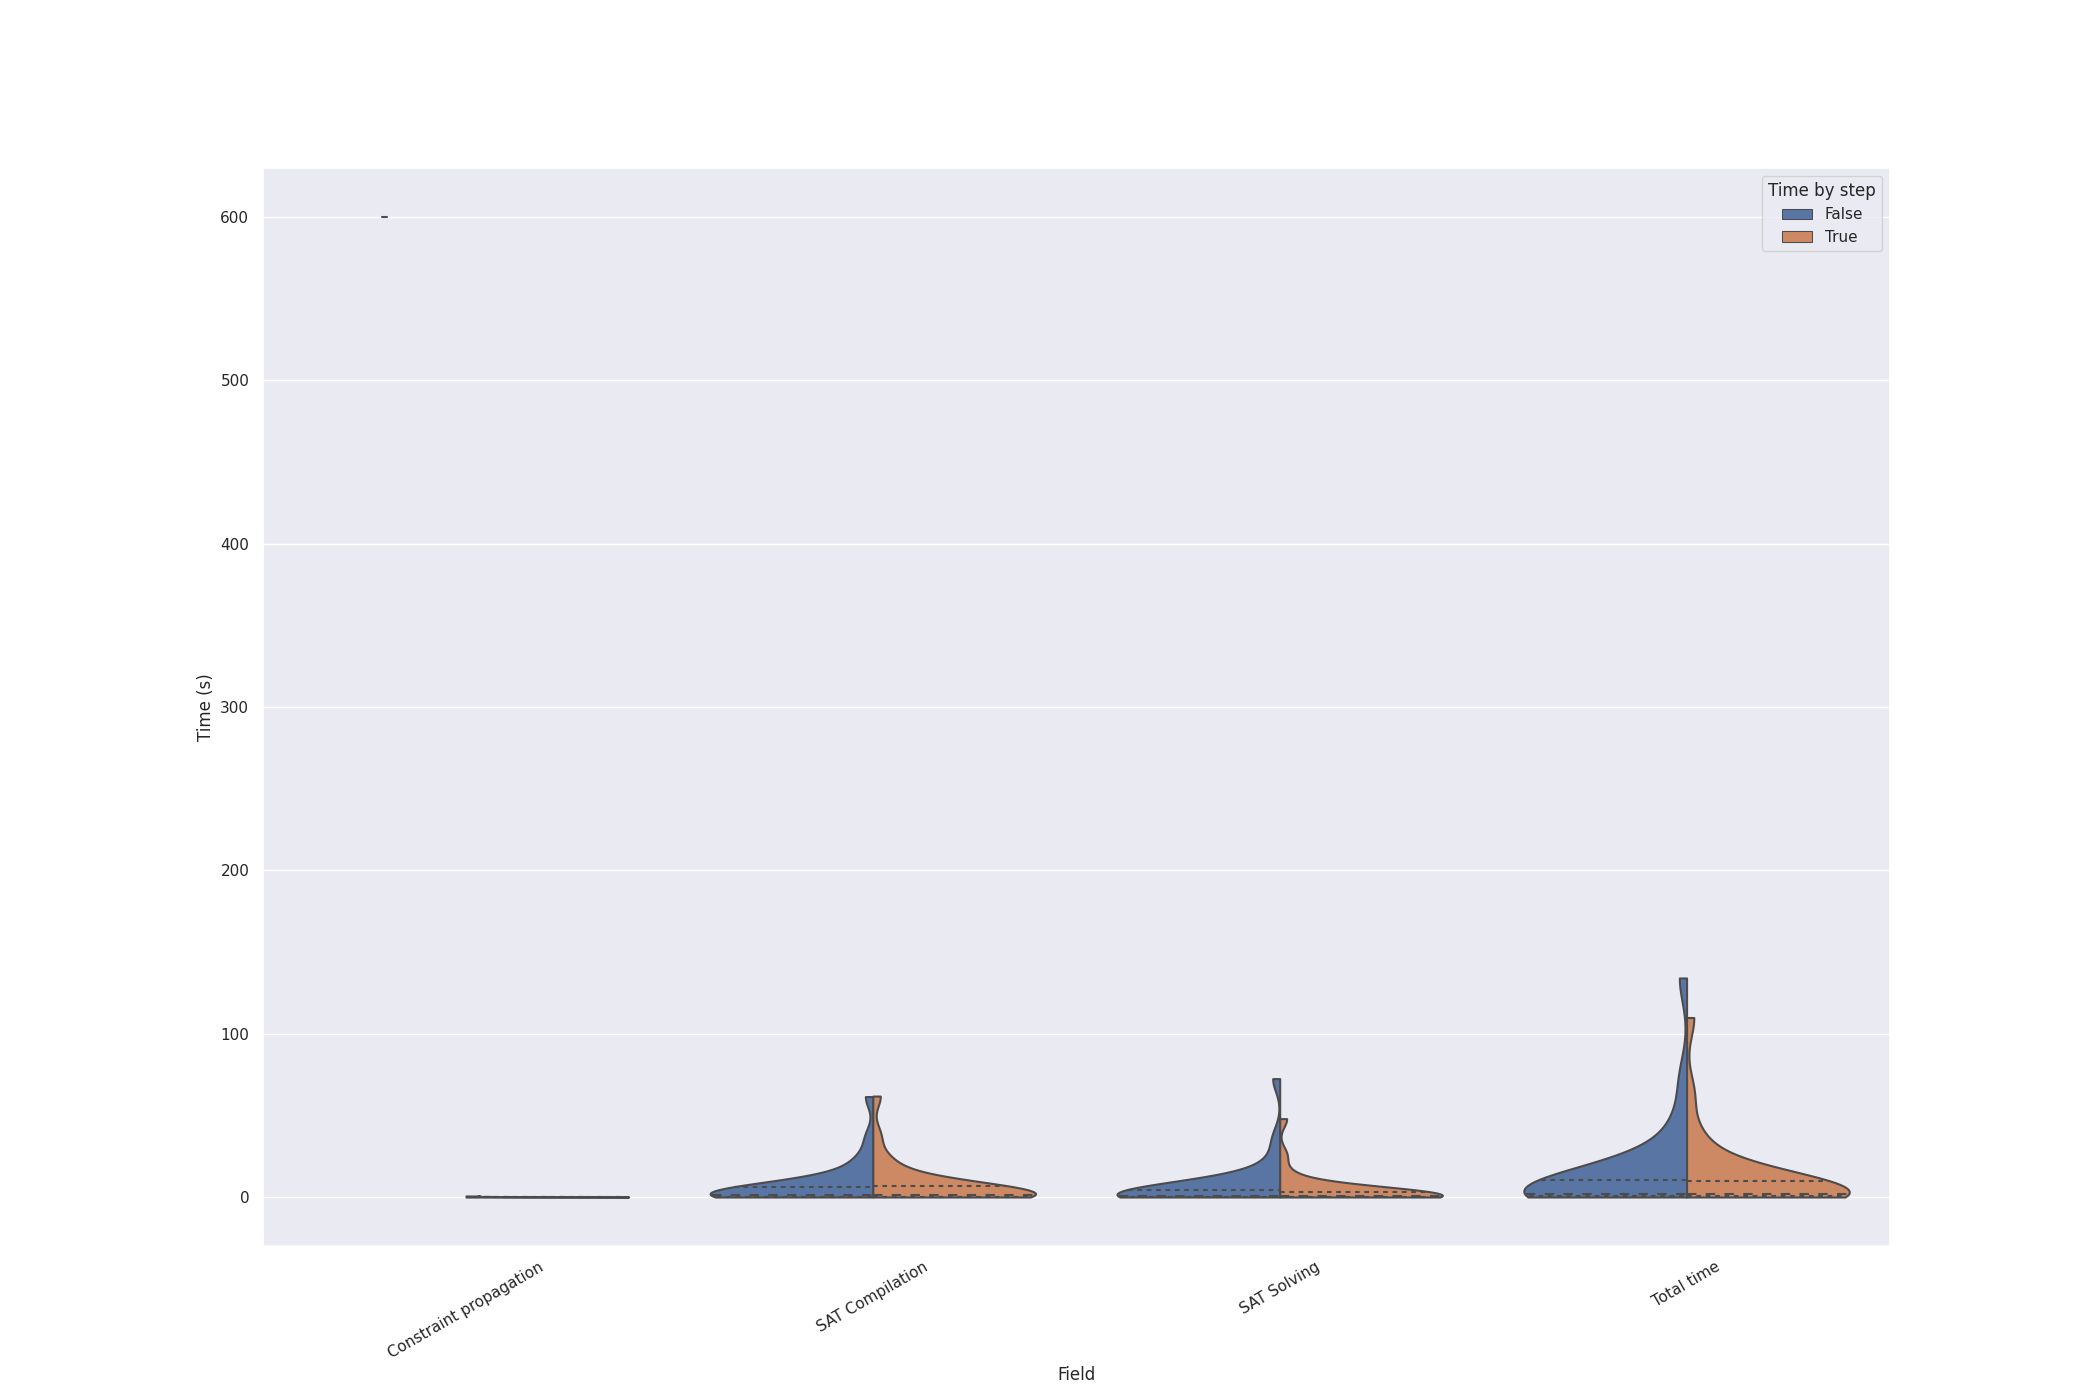 Time by step
False
True
600
500
400
300
200
100
0
Time (s)
Constraint propagation
SAT Compilation
SAT Solving
Total time
Field